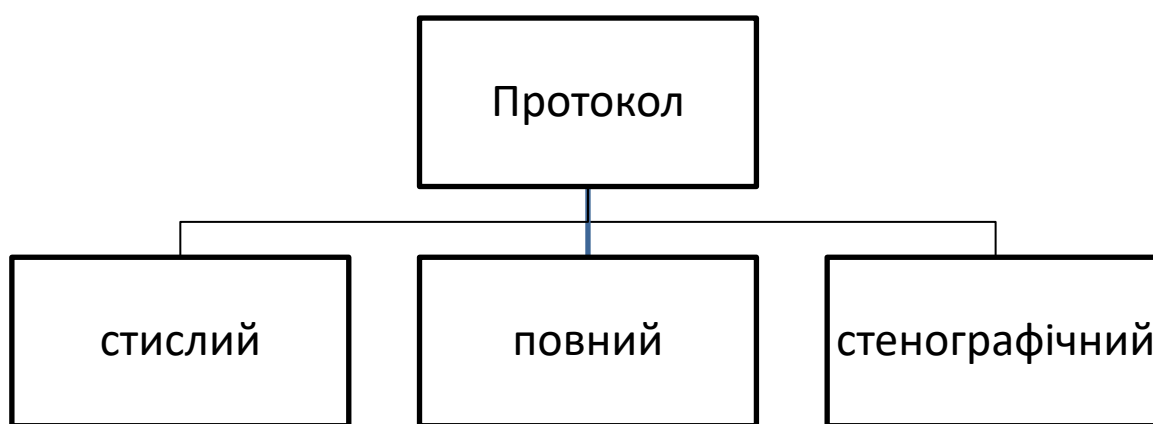 Протокол
стислий
повний
стенографічний